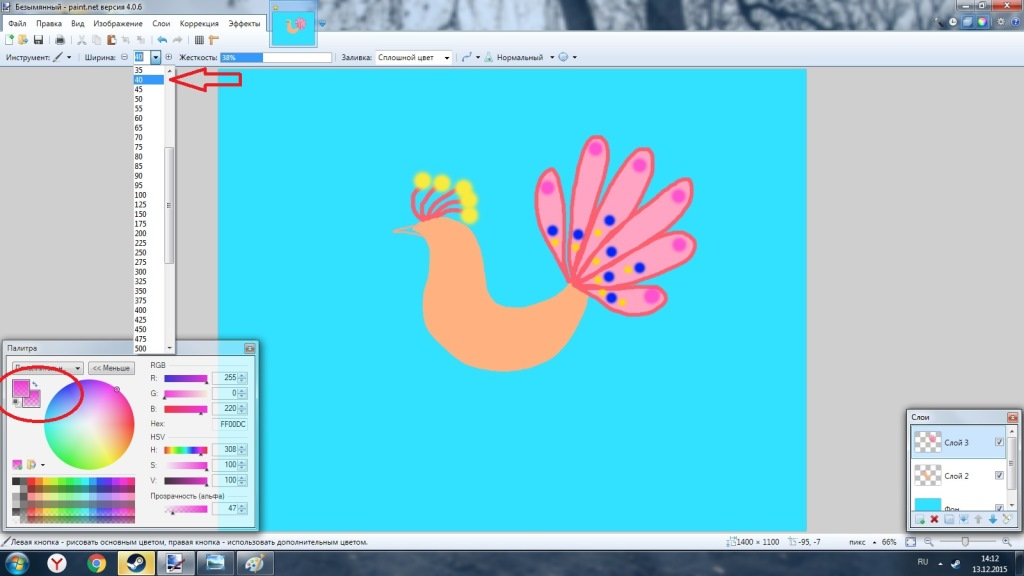 Безымянный - paint.net версия 4.0.6
Файл Правка Вид Изображение Слои Коррекция Эффекты
Инструмент: Ширина: 40 Жесткость: 38% Заливка: Сплошной цвет Нормальный
35
40
45
50
55
60
65
70
75
80
85
90
95
100
125
150
175
200
225
250
275
300
325
350
375
400
425
450
475
500
Палитра
<< Меньше
RGB
R: 255
G: 0
B: 220
Hex: FF00DC
HSV
H: 308
S: 100
V: 100
Прозрачность (альфа)
47
Слои
Слой 3
Слой 2
Фон
Левая кнопка - рисовать основным цветом, правая кнопка - использовать дополнительным цветом.
1400 × 1100 -95, -7 пикс 66%
RU 14:12
13.12.2015